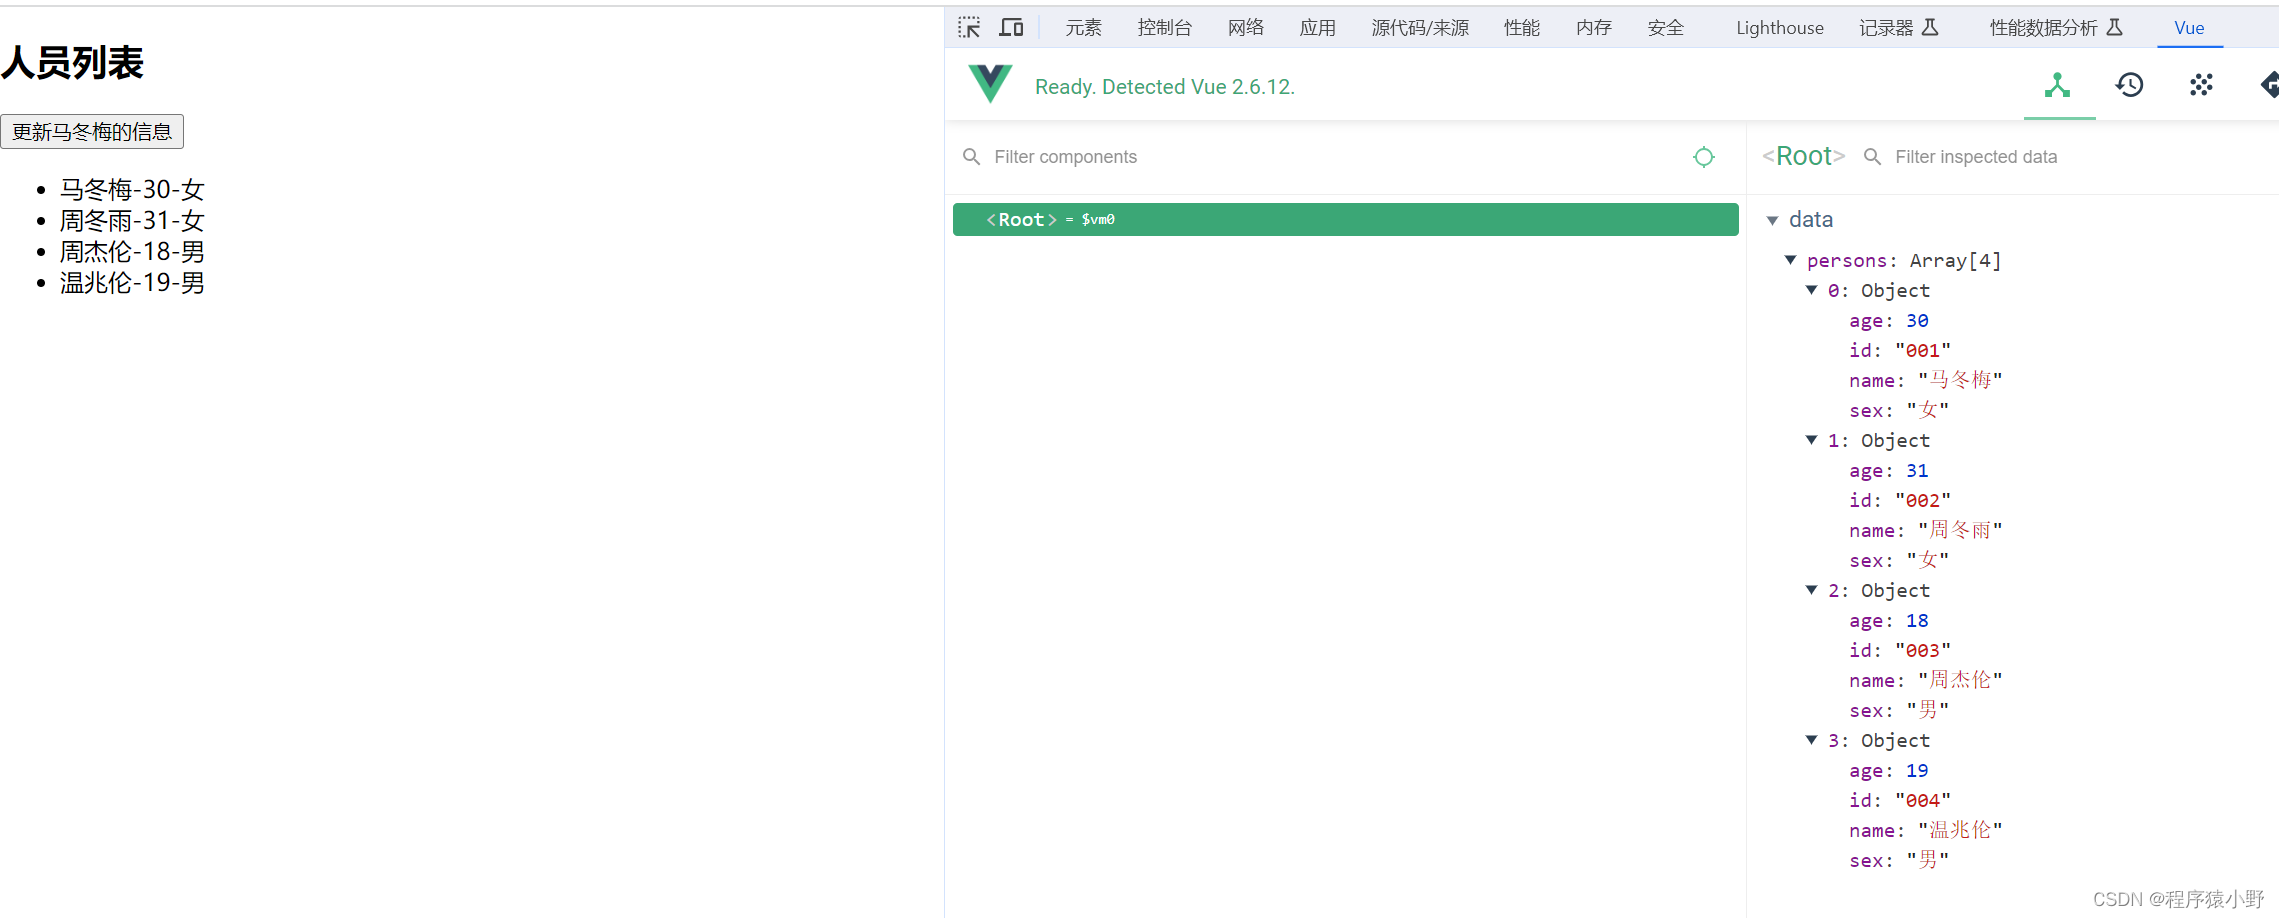 人员列表
更新马冬梅的信息
马冬梅-30-女
周冬雨-31-女
周杰伦-18-男
温兆伦-19-男
元素 控制台 网络 应用 源代码/来源 性能 内存 安全 Lighthouse 记录器 性能数据分析 Vue
Ready. Detected Vue 2.6.12.
Filter components
<Root> = $vm0
<Root> Filter inspected data
data
persons: Array[4]
0: Object
age: 30
id: "001"
name: "马冬梅"
sex: "女"
1: Object
age: 31
id: "002"
name: "周冬雨"
sex: "女"
2: Object
age: 18
id: "003"
name: "周杰伦"
sex: "男"
3: Object
age: 19
id: "004"
name: "温兆伦"
sex: "男"
CSDN @程序猿小野